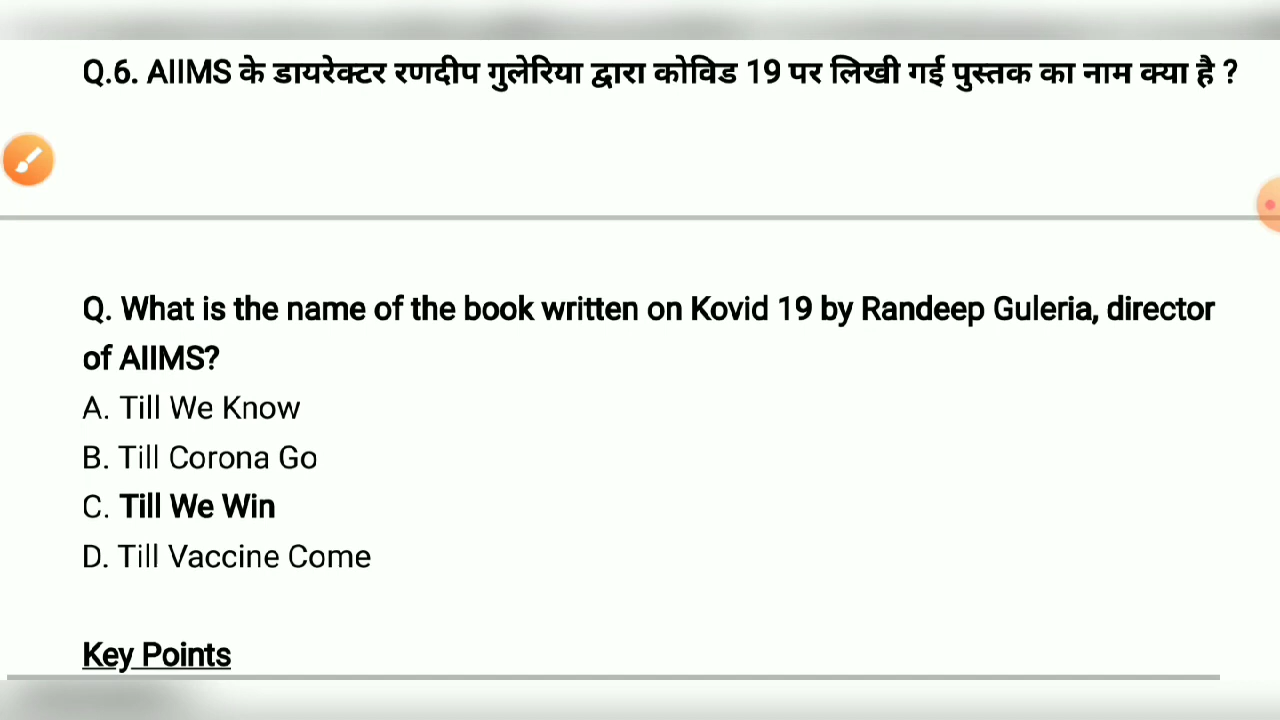 Q.6. AIIMS के डायरेक्टर रणदीप गुलेरिया द्वारा कोविड 19 पर लिखी गई पुस्तक का नाम क्या है ?
Q. What is the name of the book written on Kovid 19 by Randeep Guleria, director
of AIIMS?
A. Till We Know
B. Till Corona Go
C. Till We Win
D. Till Vaccine Come
Key Points